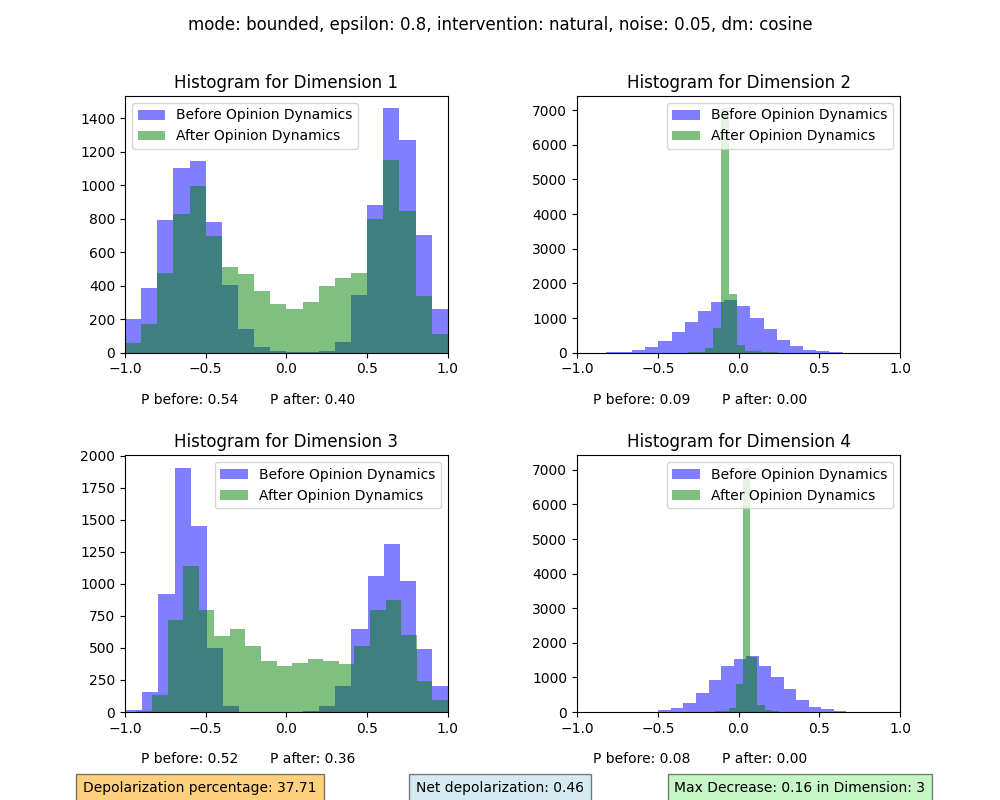 mode: bounded, epsilon: 0.8, intervention: natural, noise: 0.05, dm: cosine
Histogram for Dimension 1
Before Opinion Dynamics
After Opinion Dynamics
1400
1200
1000
800
600
400
200
0
−1.0 −0.5 0.0 0.5 1.0
P before: 0.54 P after: 0.40
Histogram for Dimension 2
Before Opinion Dynamics
After Opinion Dynamics
7000
6000
5000
4000
3000
2000
1000
0
−1.0 −0.5 0.0 0.5 1.0
P before: 0.09 P after: 0.00
Histogram for Dimension 3
Before Opinion Dynamics
After Opinion Dynamics
2000
1750
1500
1250
1000
750
500
250
0
−1.0 −0.5 0.0 0.5 1.0
P before: 0.52 P after: 0.36
Histogram for Dimension 4
Before Opinion Dynamics
After Opinion Dynamics
7000
6000
5000
4000
3000
2000
1000
0
−1.0 −0.5 0.0 0.5 1.0
P before: 0.08 P after: 0.00
Depolarization percentage: 37.71
Net depolarization: 0.46
Max Decrease: 0.16 in Dimension: 3